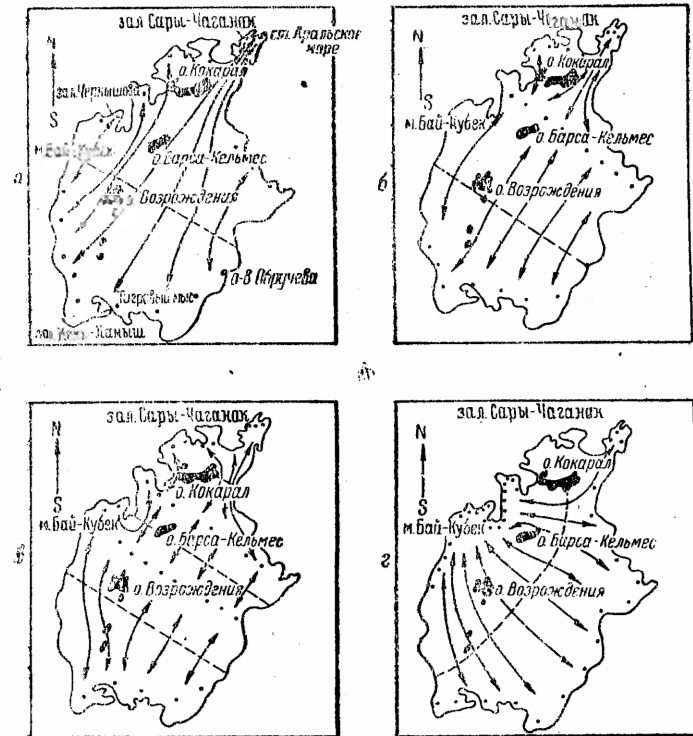 зал. Сары-Чаганак
ст. Аральское
море
N
о. Кокарал
зал. Чернышова
S
м. Бай-Кубек
о. Барса-Кельмес
а
Возрождения
о-в Обручева
Тигровый мыс
зал. Сары-Чаганак
N
о. Кокарал
S
м. Бай-Кубек
о. Барса-Кельмес
б
о. Возрождения
зал. Сары-Чаганак
N
о. Кокарал
S
м. Бай-Кубек
о. Барса-Кельмес
о. Возрождения
зал. Сары-Чаганак
N
о. Кокарал
S
м. Бай-Кубек
о. Барса-Кельмес
г
о. Возрождения